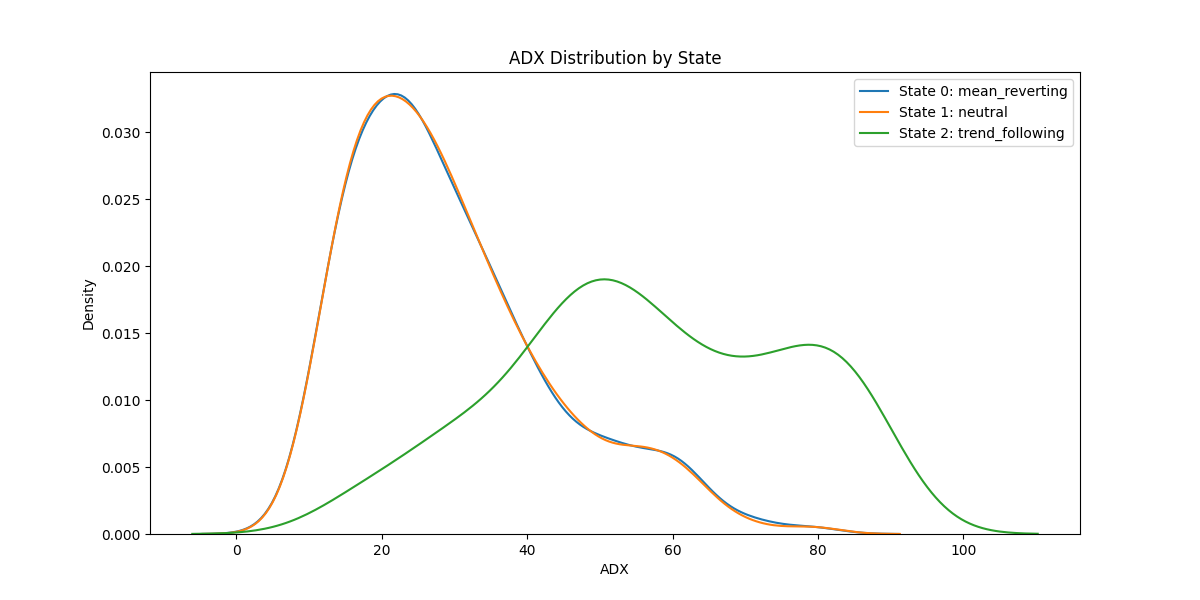 ADX Distribution by State
State 0: mean_reverting
State 1: neutral
State 2: trend_following
Density
0.030
0.025
0.020
0.015
0.010
0.005
0.000
0 20 40 60 80 100
ADX